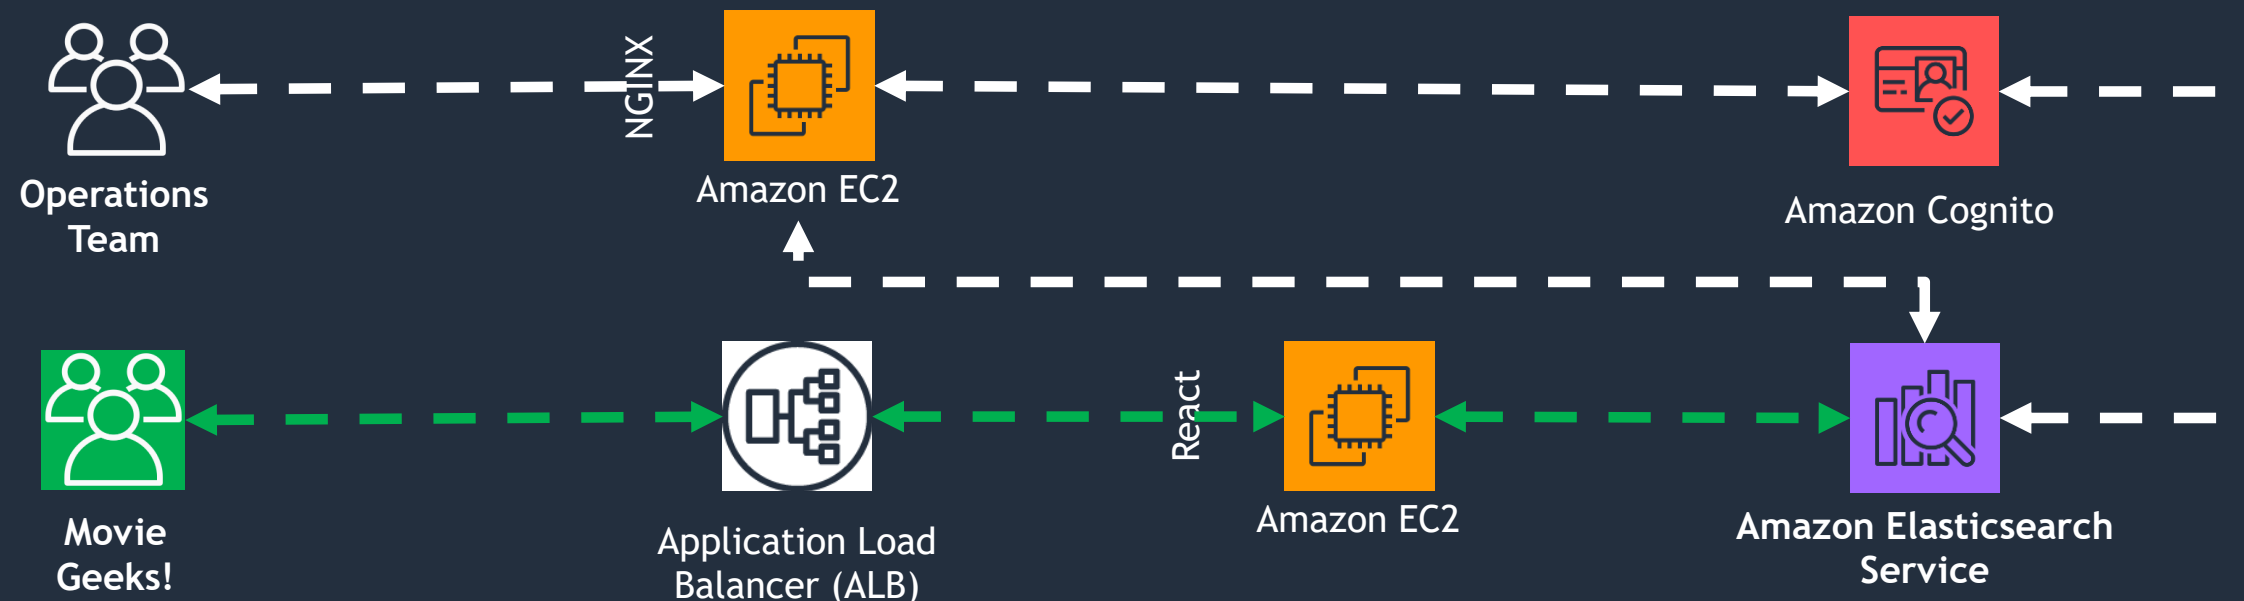 NGINX
Operations
Team
Amazon EC2
Amazon Cognito
React
Movie
Geeks!
Application Load
Balancer (ALB)
Amazon EC2
Amazon Elasticsearch
Service